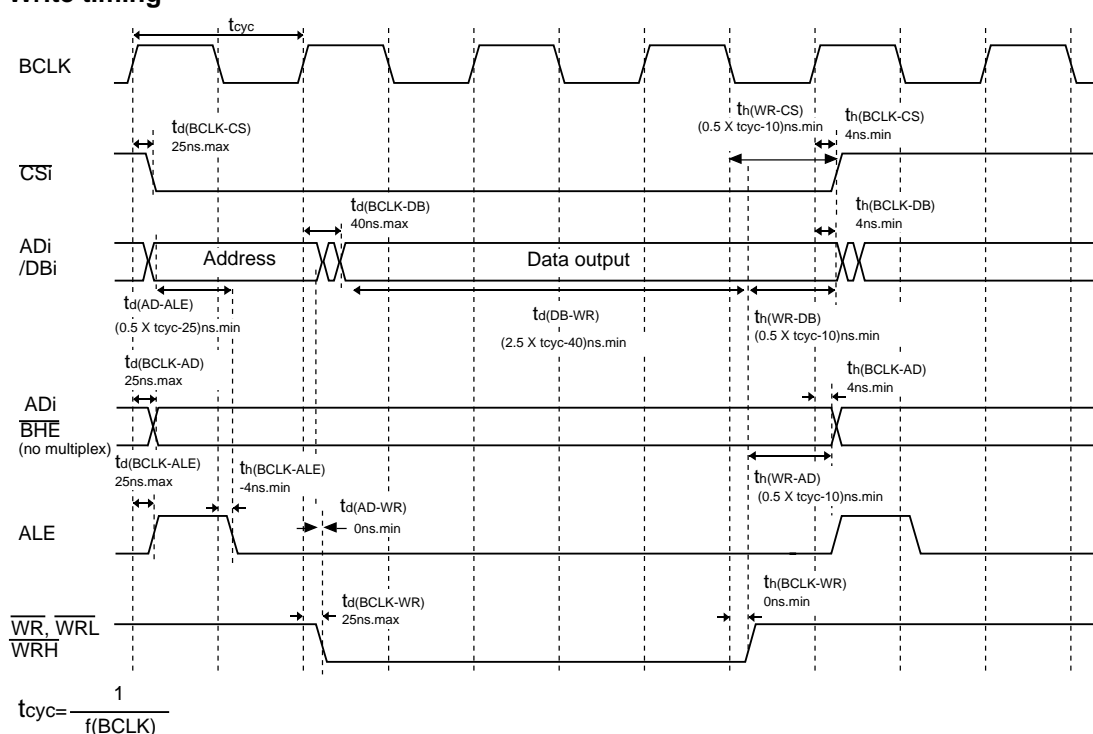 Write timing
tcyc
BCLK
td(BCLK-CS)
25ns.max
th(WR-CS)
(0.5 X tcyc-10)ns.min
th(BCLK-CS)
4ns.min
CSi
td(BCLK-DB)
40ns.max
th(BCLK-DB)
4ns.min
ADi
/DBi
Address
Data output
td(AD-ALE)
(0.5 X tcyc-25)ns.min
td(DB-WR)
(2.5 X tcyc-40)ns.min
th(WR-DB)
(0.5 X tcyc-10)ns.min
td(BCLK-AD)
25ns.max
th(BCLK-AD)
4ns.min
ADi
BHE
(no multiplex)
td(BCLK-ALE)
25ns.max
th(BCLK-ALE)
-4ns.min
td(AD-WR)
0ns.min
th(WR-AD)
(0.5 X tcyc-10)ns.min
ALE
td(BCLK-WR)
25ns.max
th(BCLK-WR)
0ns.min
WR, WRL
WRH
tcyc=
1
f(BCLK)